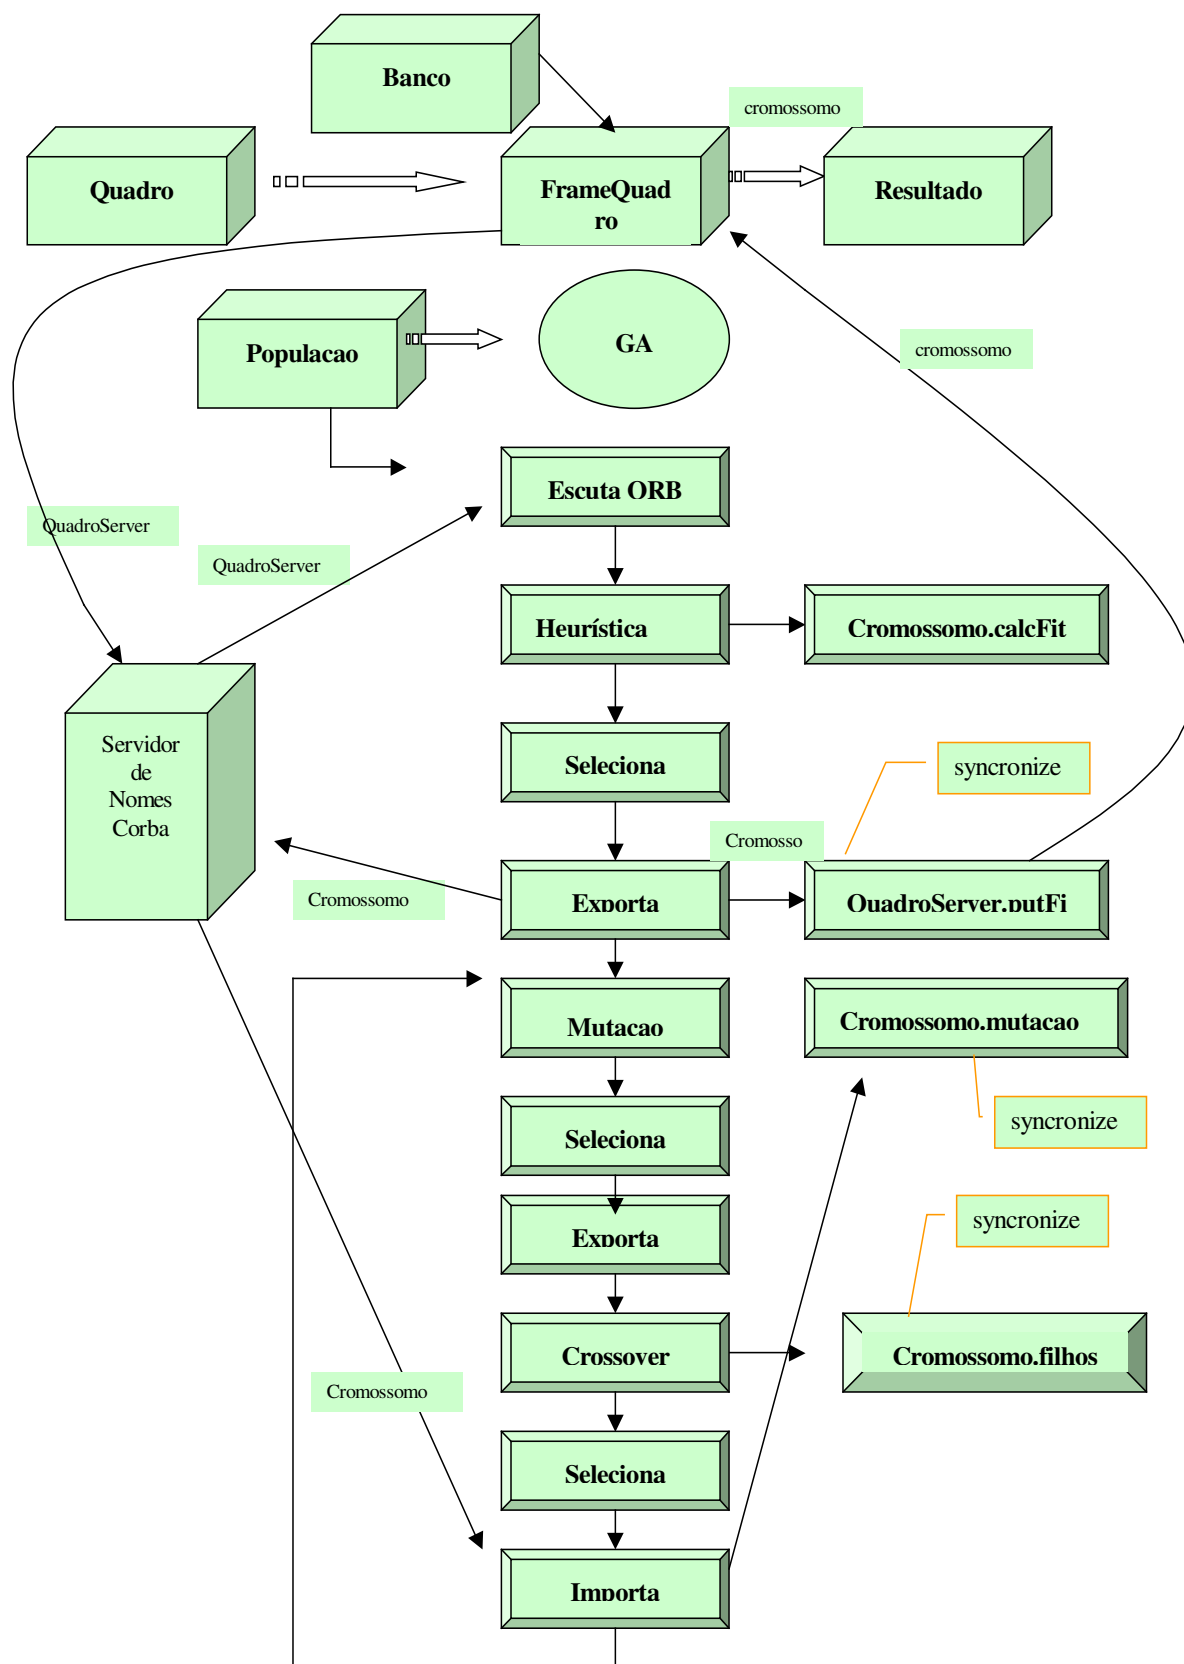 Banco
cromossomo
Quadro
FrameQuad
ro
Resultado
Populacao
GA
cromossomo
Escuta ORB
QuadroServer
QuadroServer
Heurística
Cromossomo.calcFit
Servidor
de
Nomes
Corba
Seleciona
syncronize
Cromosso
Cromossomo
Exporta
QuadroServer.putFi
Mutacao
Cromossomo.mutacao
Seleciona
syncronize
Exporta
syncronize
Crossover
Cromossomo.filhos
Cromossomo
Seleciona
Importa